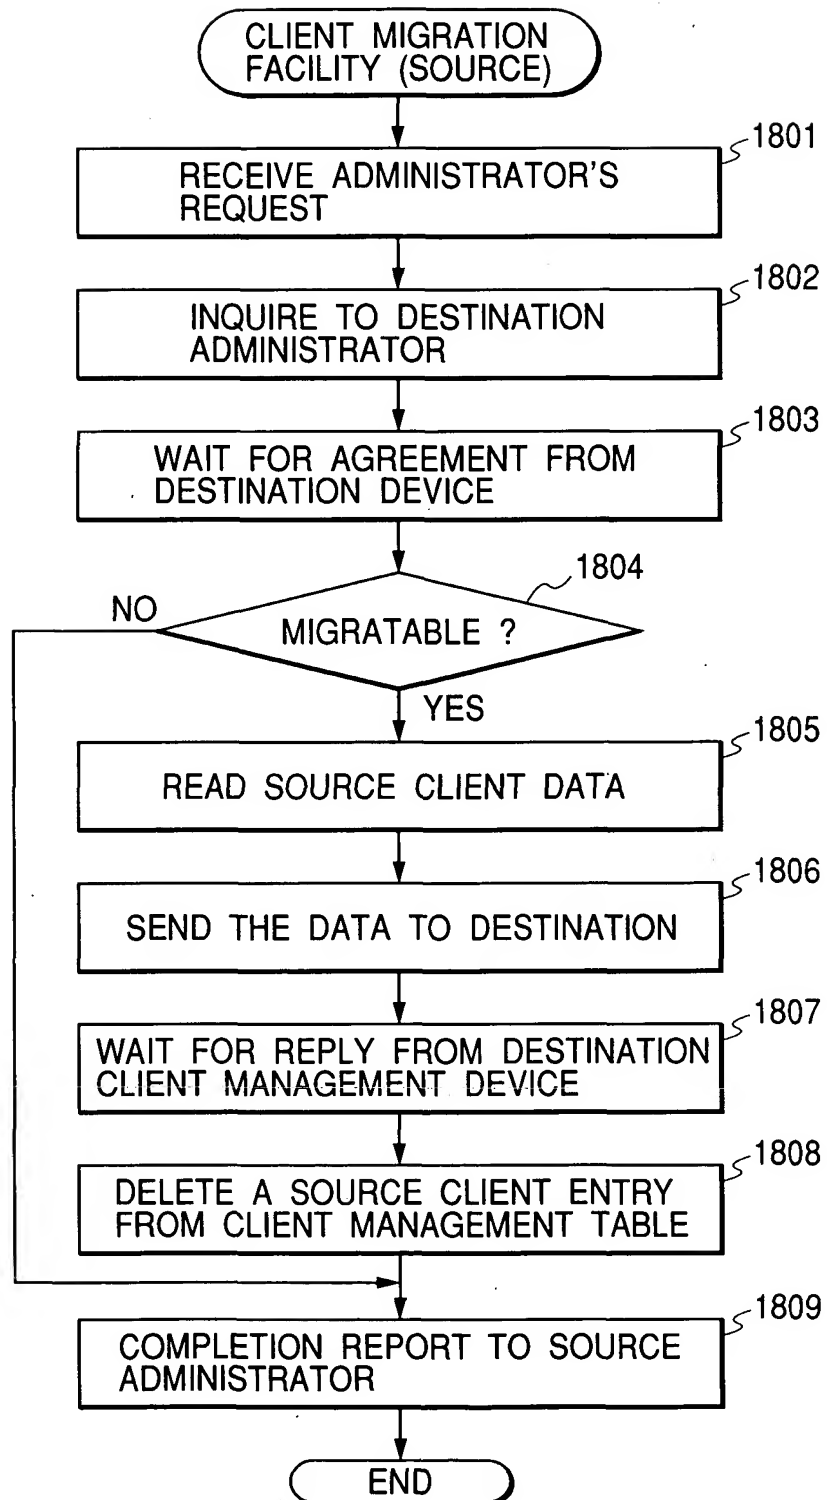 CLIENT MIGRATION
FACILITY (SOURCE)
1801
RECEIVE ADMINISTRATOR'S
REQUEST
1802
INQUIRE TO DESTINATION
ADMINISTRATOR
1803
WAIT FOR AGREEMENT FROM
DESTINATION DEVICE
1804
NO
MIGRATABLE ?
YES
1805
READ SOURCE CLIENT DATA
1806
SEND THE DATA TO DESTINATION
1807
WAIT FOR REPLY FROM DESTINATION
CLIENT MANAGEMENT DEVICE
1808
DELETE A SOURCE CLIENT ENTRY
FROM CLIENT MANAGEMENT TABLE
1809
COMPLETION REPORT TO SOURCE
ADMINISTRATOR
END